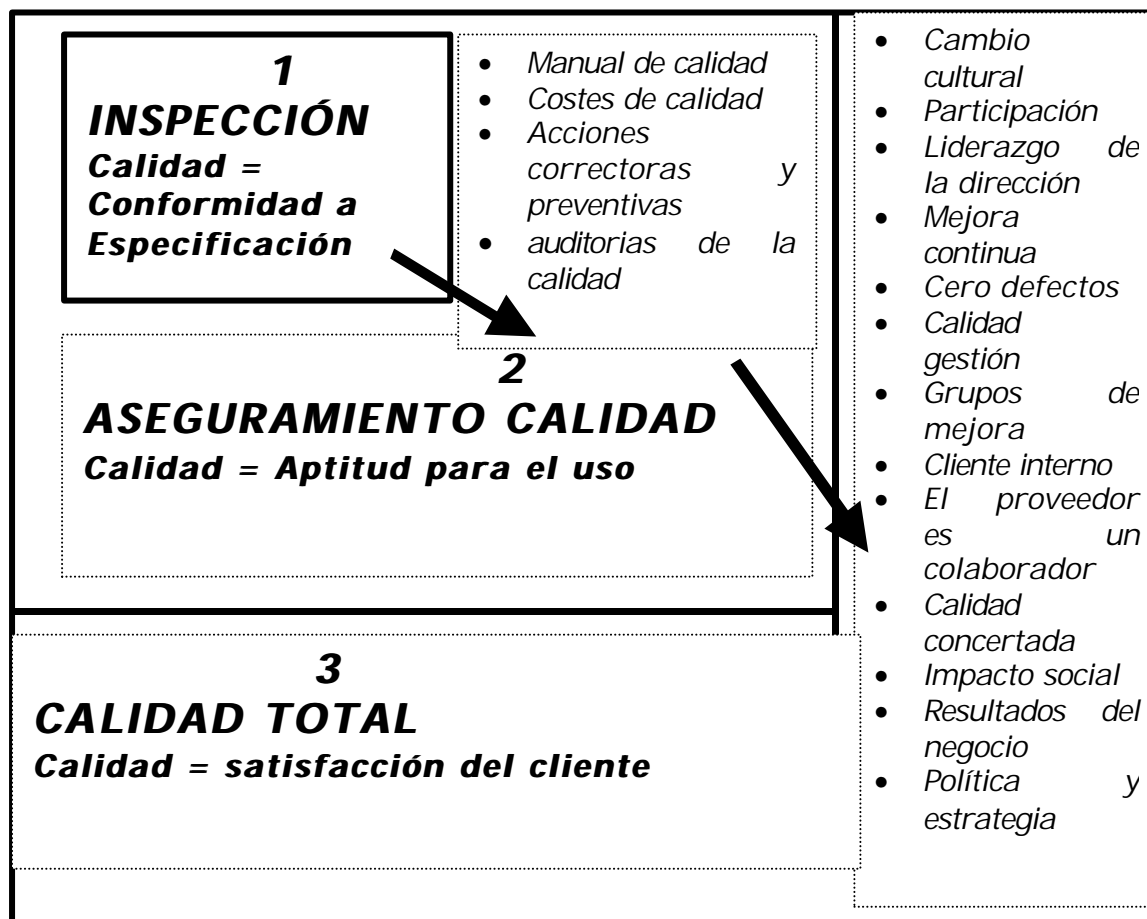 1
INSPECCIÓN
Calidad =
Conformidad a
Especificación
• Manual de calidad
• Costes de calidad
• Acciones
correctoras y
preventivas
• auditorias de la
calidad
2
ASEGURAMIENTO CALIDAD
Calidad = Aptitud para el uso
3
CALIDAD TOTAL
Calidad = satisfacción del cliente
• Cambio
cultural
• Participación
• Liderazgo de
la dirección
• Mejora
continua
• Cero defectos
• Calidad
gestión
• Grupos de
mejora
• Cliente interno
• El proveedor
es un
colaborador
• Calidad
concertada
• Impacto social
• Resultados del
negocio
• Política y
estrategia